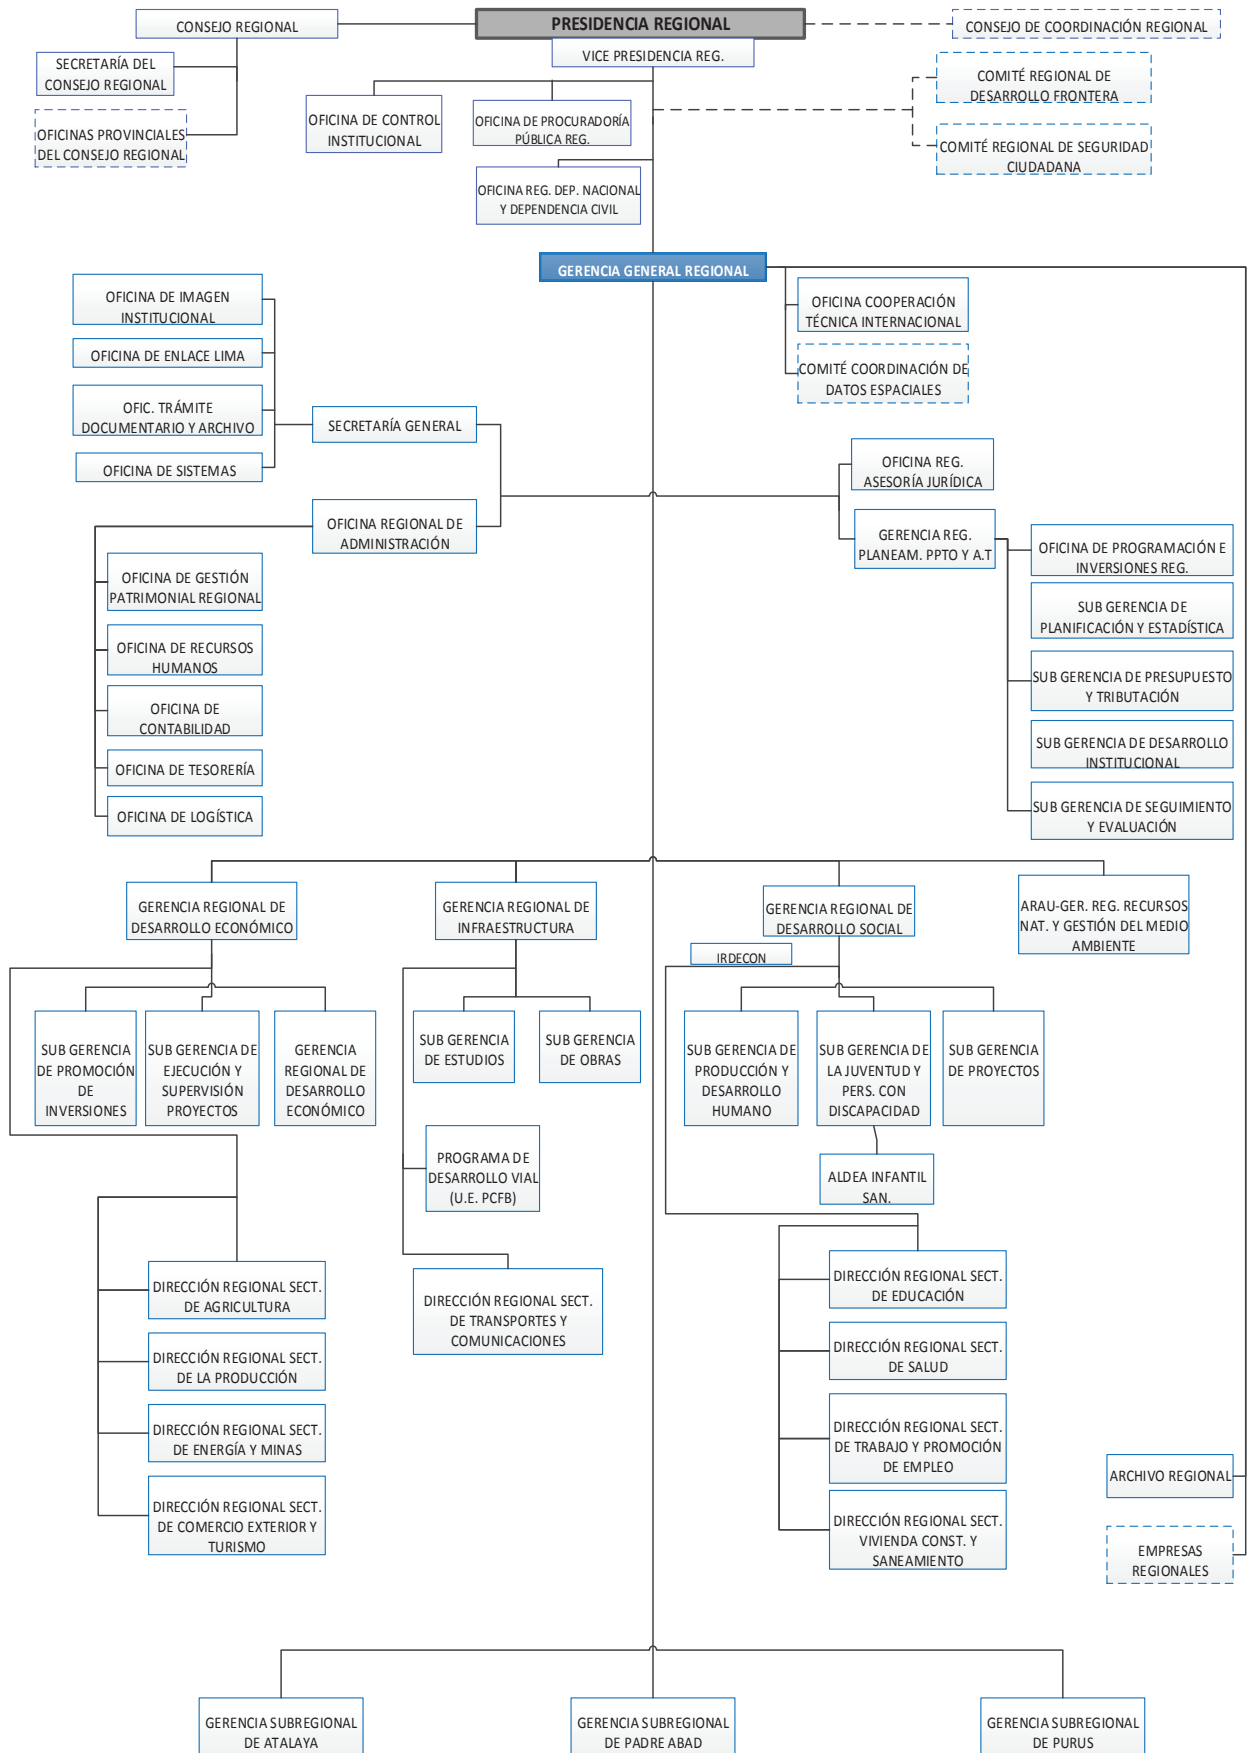 CONSEJO REGIONAL
PRESIDENCIA REGIONAL
CONSEJO DE COORDINACIÓN REGIONAL
VICE PRESIDENCIA REG.
SECRETARÍA DEL
CONSEJO REGIONAL
OFICINAS PROVINCIALES
DEL CONSEJO REGIONAL
OFICINA DE CONTROL
INSTITUCIONAL
OFICINA DE PROCURADORÍA
PÚBLICA REG.
COMITÉ REGIONAL DE
DESARROLLO FRONTERA
COMITÉ REGIONAL DE SEGURIDAD
CIUDADANA
OFICINA REG. DEP. NACIONAL
Y DEPENDENCIA CIVIL
GERENCIA GENERAL REGIONAL
OFICINA COOPERACIÓN
TÉCNICA INTERNACIONAL
COMITÉ COORDINACIÓN DE
DATOS ESPACIALES
OFICINA DE IMAGEN
INSTITUCIONAL
OFICINA DE ENLACE LIMA
OFIC. TRÁMITE
DOCUMENTARIO Y ARCHIVO
OFICINA DE SISTEMAS
SECRETARÍA GENERAL
OFICINA REGIONAL DE
ADMINISTRACIÓN
OFICINA REG.
ASESORÍA JURÍDICA
GERENCIA REG.
PLANEAM. PPTO Y A.T
OFICINA DE GESTIÓN
PATRIMONIAL REGIONAL
OFICINA DE RECURSOS
HUMANOS
OFICINA DE
CONTABILIDAD
OFICINA DE TESORERÍA
OFICINA DE LOGÍSTICA
OFICINA DE PROGRAMACIÓN E
INVERSIONES REG.
SUB GERENCIA DE
PLANIFICACIÓN Y ESTADÍSTICA
SUB GERENCIA DE PRESUPUESTO
Y TRIBUTACIÓN
SUB GERENCIA DE DESARROLLO
INSTITUCIONAL
SUB GERENCIA DE SEGUIMIENTO
Y EVALUACIÓN
GERENCIA REGIONAL DE
DESARROLLO ECONÓMICO
GERENCIA REGIONAL DE
INFRAESTRUCTURA
GERENCIA REGIONAL DE
DESARROLLO SOCIAL
ARAU-GER. REG. RECURSOS
NAT. Y GESTIÓN DEL MEDIO
AMBIENTE
IRDECON
SUB GERENCIA
DE PROMOCIÓN
DE
INVERSIONES
SUB GERENCIA DE
EJECUCIÓN Y
SUPERVISIÓN
PROYECTOS
GERENCIA
REGIONAL DE
DESARROLLO
ECONÓMICO
SUB GERENCIA
DE ESTUDIOS
SUB GERENCIA
DE OBRAS
SUB GERENCIA DE
PRODUCCIÓN Y
DESARROLLO
HUMANO
SUB GERENCIA DE
LA JUVENTUD Y
PERS. CON
DISCAPACIDAD
SUB GERENCIA
DE PROYECTOS
PROGRAMA DE
DESARROLLO VIAL
(U.E. PCFB)
ALDEA INFANTIL
SAN.
DIRECCIÓN REGIONAL SECT.
DE AGRICULTURA
DIRECCIÓN REGIONAL SECT.
DE LA PRODUCCIÓN
DIRECCIÓN REGIONAL SECT.
DE ENERGÍA Y MINAS
DIRECCIÓN REGIONAL SECT.
DE COMERCIO EXTERIOR Y
TURISMO
DIRECCIÓN REGIONAL SECT.
DE TRANSPORTES Y
COMUNICACIONES
DIRECCIÓN REGIONAL SECT.
DE EDUCACIÓN
DIRECCIÓN REGIONAL SECT.
DE SALUD
DIRECCIÓN REGIONAL SECT.
DE TRABAJO Y PROMOCIÓN
DE EMPLEO
DIRECCIÓN REGIONAL SECT.
VIVIENDA CONST. Y
SANEAMIENTO
ARCHIVO REGIONAL
EMPRESAS
REGIONALES
GERENCIA SUBREGIONAL
DE ATALAYA
GERENCIA SUBREGIONAL
DE PADRE ABAD
GERENCIA SUBREGIONAL
DE PURUS